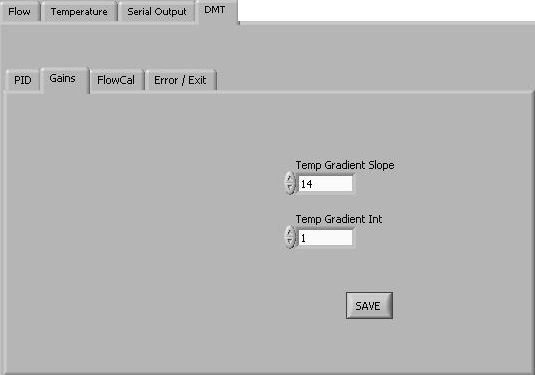 Flow Temperature Serial Output DMT
PID Gains FlowCal Error / Exit
Temp Gradient Slope
14
Temp Gradient Int
1
SAVE